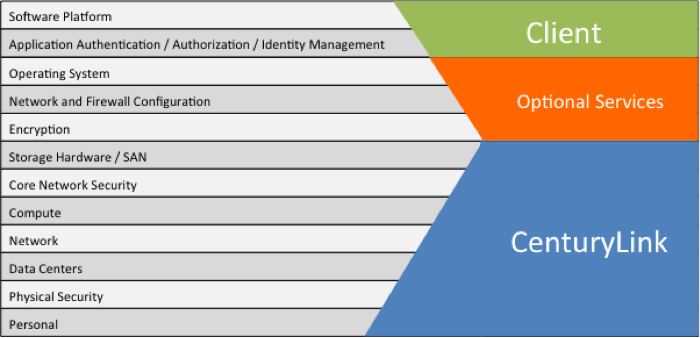 Software Platform
Application Authentication / Authorization / Identity Management
Client
Operating System
Network and Firewall Configuration
Optional Services
Encryption
Storage Hardware / SAN
Core Network Security
Compute
Network
CenturyLink
Data Centers
Physical Security
Personal